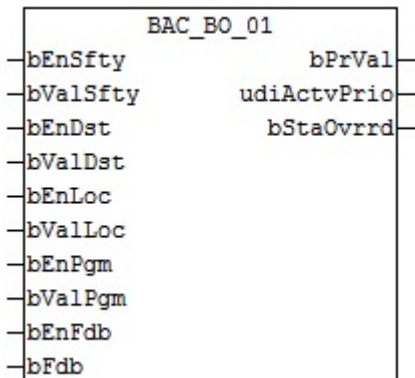 BAC_BO_01
bEnSfty bPrVal
bValSfty udiActvPrio
bEnDst bStaOvrrd
bValDst
bEnLoc
bValLoc
bEnPgm
bValPgm
bEnFdb
bFdb